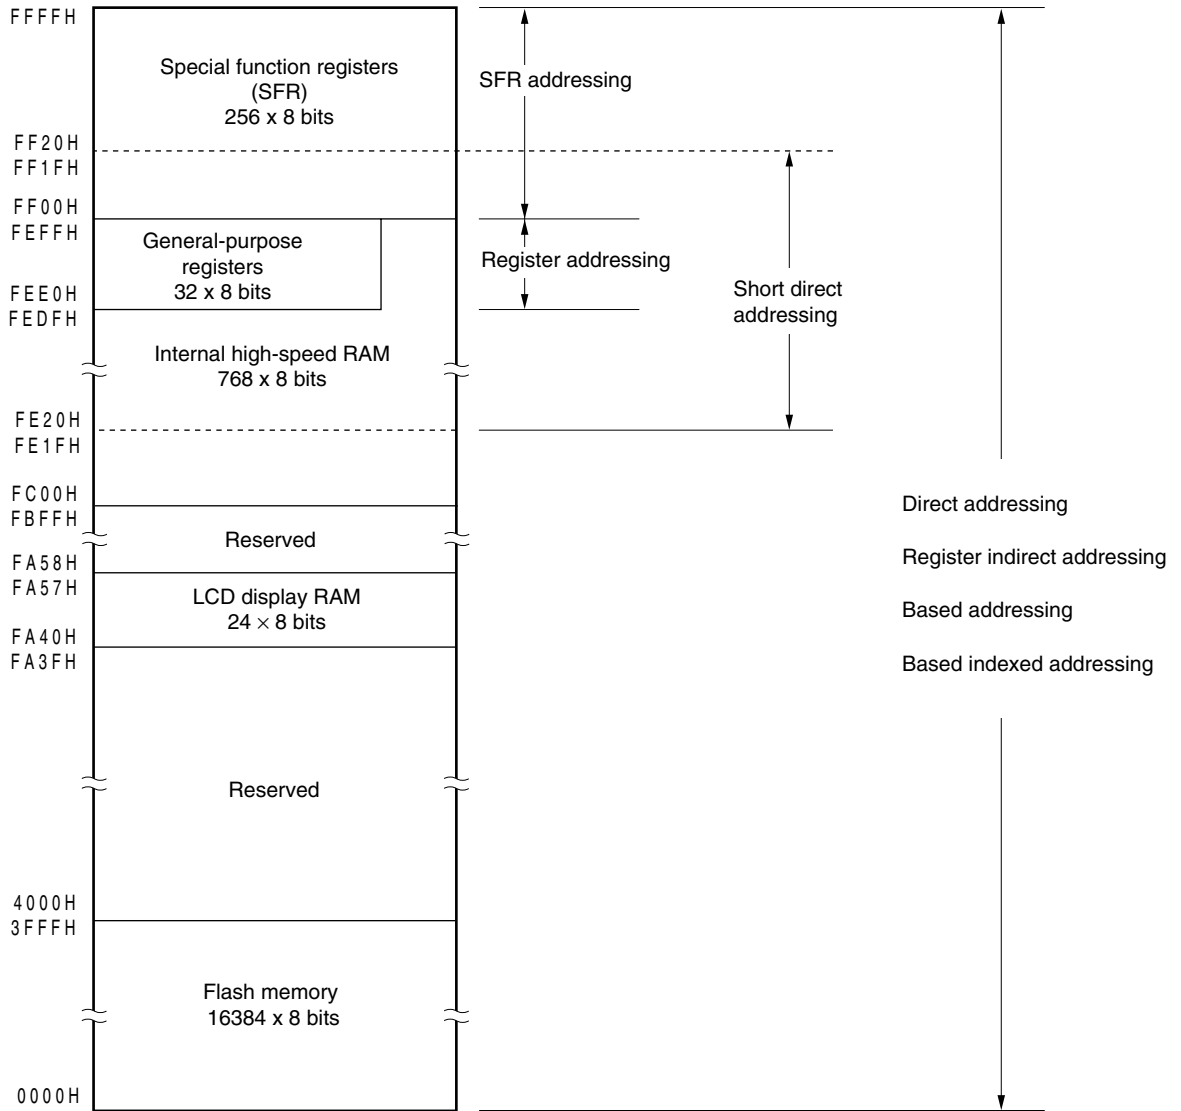 FFFFH
Special function registers
(SFR)
256 x 8 bits
SFR addressing
FF20H
FF1FH
FF00H
FEFFH
General-purpose
registers
32 x 8 bits
Register addressing
FEE0H
FEDFH
Short direct
addressing
Internal high-speed RAM
768 x 8 bits
FE20H
FE1FH
FC00H
FBFFH
Direct addressing
Reserved
Register indirect addressing
FA58H
FA57H
LCD display RAM
24 × 8 bits
Based addressing
FA40H
FA3FH
Based indexed addressing
Reserved
4000H
3FFFH
Flash memory
16384 x 8 bits
0000H